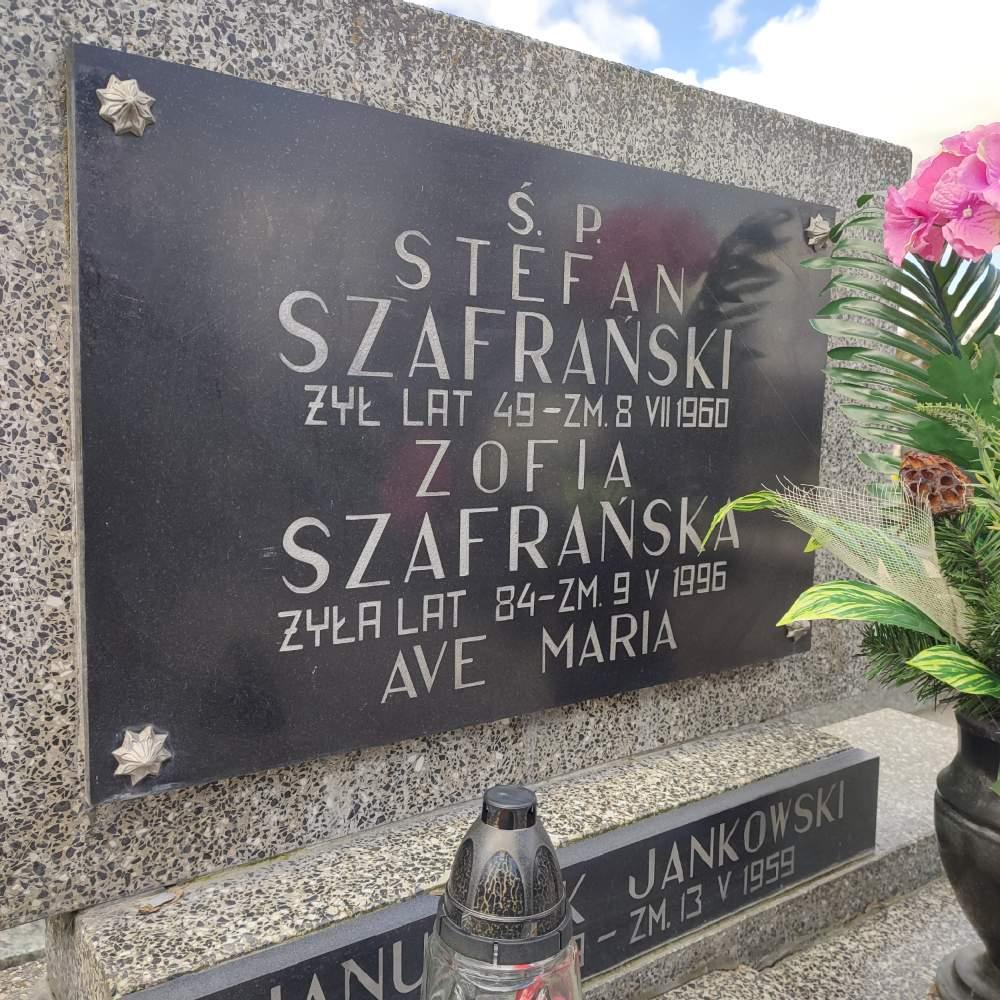 Ś. P.
STEFAN
SZAFRAŃSKI
ŻYŁ LAT 49-ZM. 8 VII 1960
ZOFIA
SZAFRAŃSKA
ŻYŁA LAT 84-ZM. 9 V 1996
AVE MARIA
JANKOWSKI
- ZM. 13. V 1959